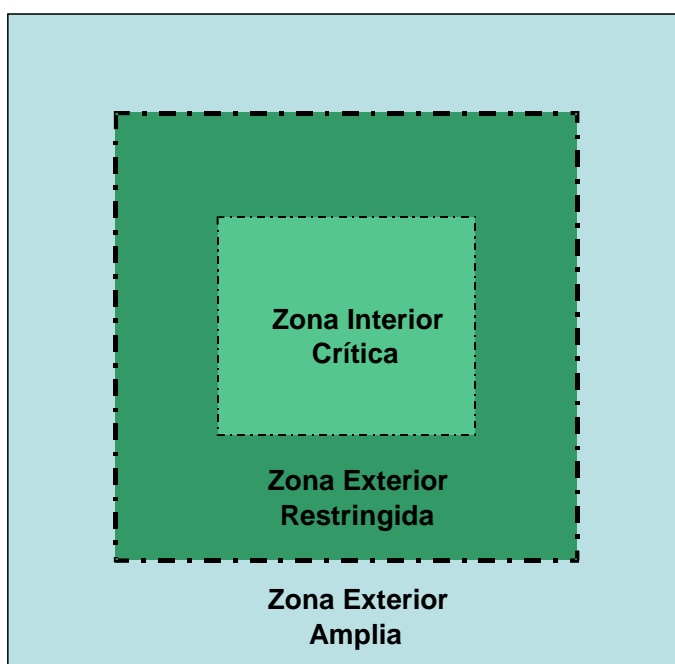 Zona Interior
Crítica
Zona Exterior
Restringida
Zona Exterior
Amplia